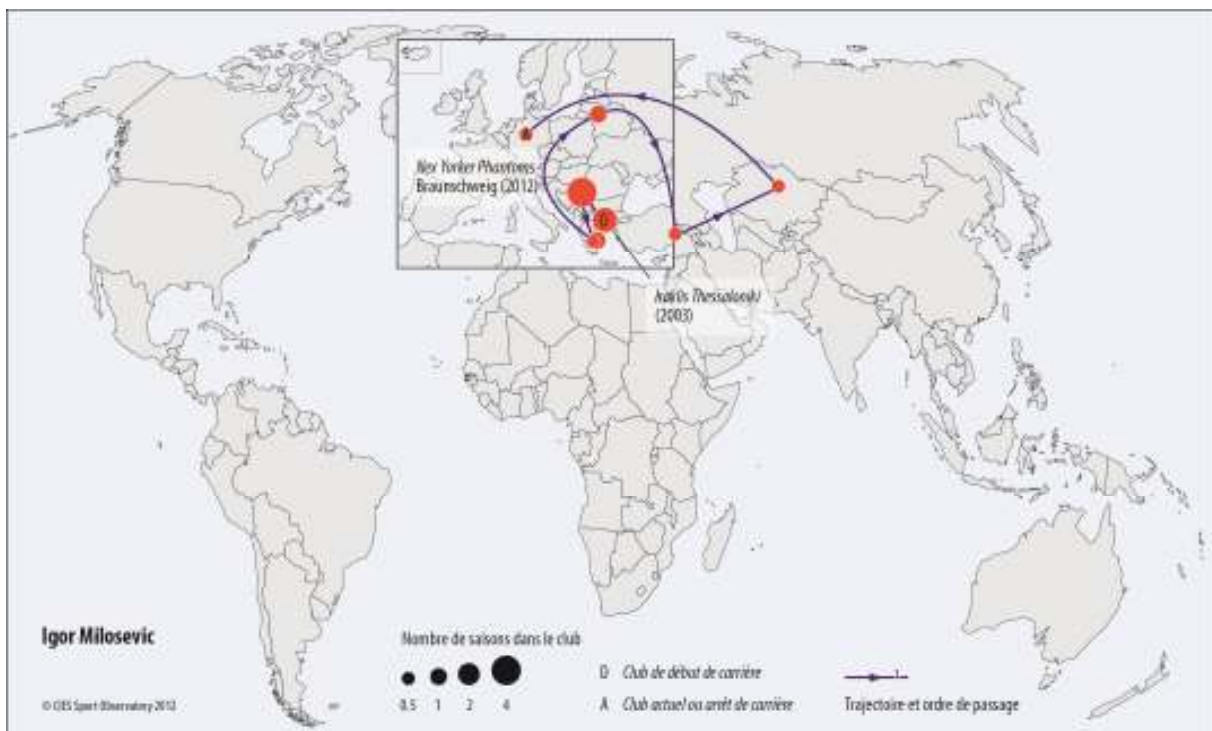 A
Nex Yorker Phantoms
Braunschweig (2012)
D
Iraklis Thessaloniki
(2003)
Igor Milosevic
Nombre de saisons dans le club
0.5 1 2 4
D Club de début de carrière
A Club actuel ou arrêt de carrière
1
Trajectoire et ordre de passage
© CIES Sport Observatory 2012